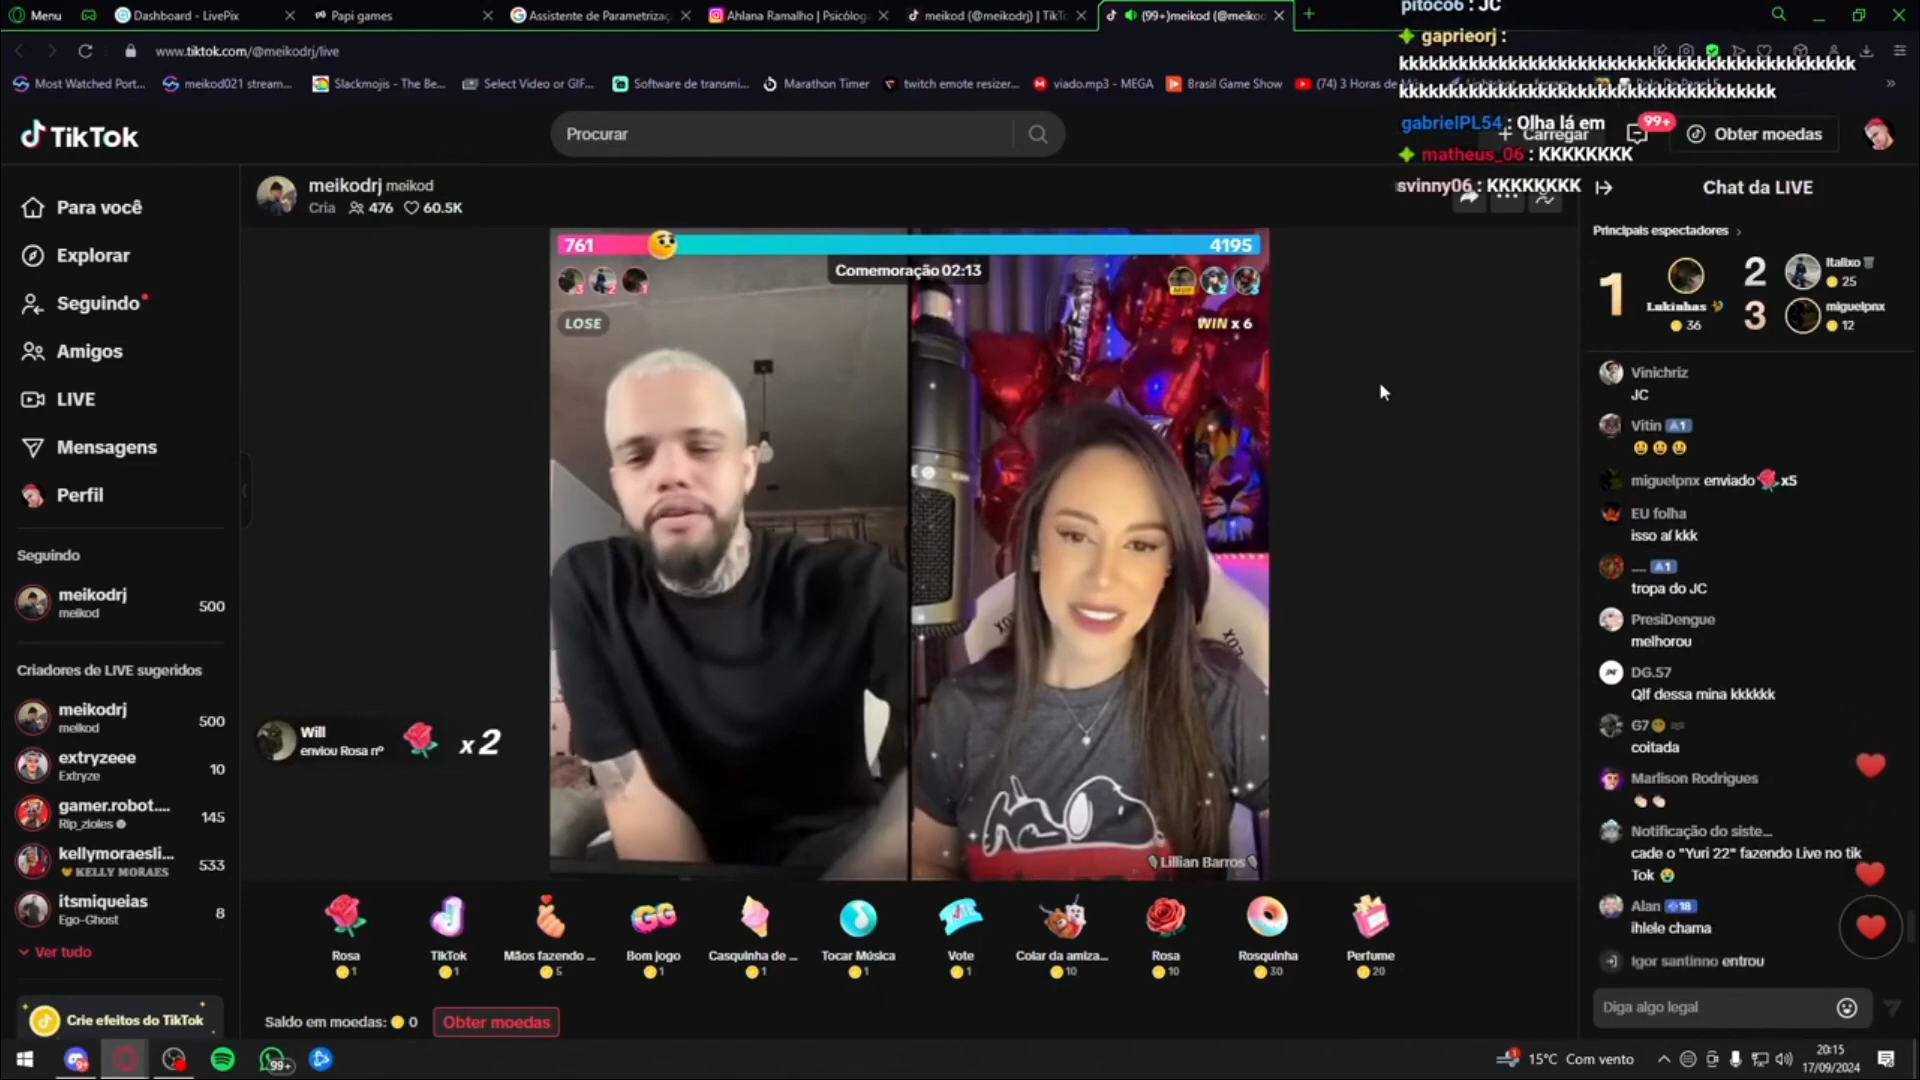 Menu
Dashboard - LivePix
Papi games
Assistente de Parametrizaç
Ahlana Ramalho | Psicólog
meikod (@meikodrj) | TikT
(99+)meikod (@meiko
www.tiktok.com/@meikodrj/live
Most Watched Port...
meikod021 stream...
Slackmojis - The Be...
Select Video or GIF...
Software de transmi...
Marathon Timer
twitch emote resizer...
viado.mp3 - MEGA
Brasil Game Show
(74) 3 Horas de
pitoco6 : JC
gaprieorj :
kkkkkkkkkkkkkkkkkkkkkkkkkkkkkkkkkkkkkkkkkkkkkk
kkkkkkkkkkkkkkkkkkkkkkkkkkkkkkkkkkkkkk
gabrielPL54 : Olha lá em
matheus_06 : KKKKKKKK
svinny06 : KKKKKKKK
TikTok
Procurar
Carregar
99+
Obter moedas
Para você
Explorar
Seguindo
Amigos
LIVE
Mensagens
Perfil
Seguindo
meikodrj
meikod
500
Criadores de LIVE sugeridos
meikodrj
meikod
500
extryzeee
Extryze
10
gamer.robot....
Rip_zioles
145
kellymoraesli...
KELLY MORAES
533
itsmiqueias
Ego-Ghost
8
Ver tudo
Crie efeitos do TikTok
meikodrj meikod
Cria 476 60.5K
761
4195
Comemoração 02:13
LOSE
WIN x 6
Will
enviou Rosa nº
x2
Lillian Barros
Rosa
1
TikTok
1
Mãos fazendo ...
5
Bom jogo
1
Casquinha de ...
1
Tocar Música
1
Vote
1
Colar da amiza...
10
Rosa
10
Rosquinha
30
Perfume
20
Saldo em moedas: 0
Obter moedas
Chat da LIVE
Principais espectadores
1
Lukinhas
36
2
Italixo
25
3
miguelpnx
12
Vinichriz
JC
Vitin 1
miguelpnx enviado x5
EU folha
isso aí kkk
.... 1
tropa do JC
PresiDengue
melhorou
DG.57
Qlf dessa mina kkkkkk
G7
coitada
Marlison Rodrigues
Notificação do siste...
cade o "Yuri 22" fazendo Live no tik
Tok
Alan 18
ihlele chama
Igor santinno entrou
Diga algo legal
99+
15°C Com vento
20:15
17/09/2024